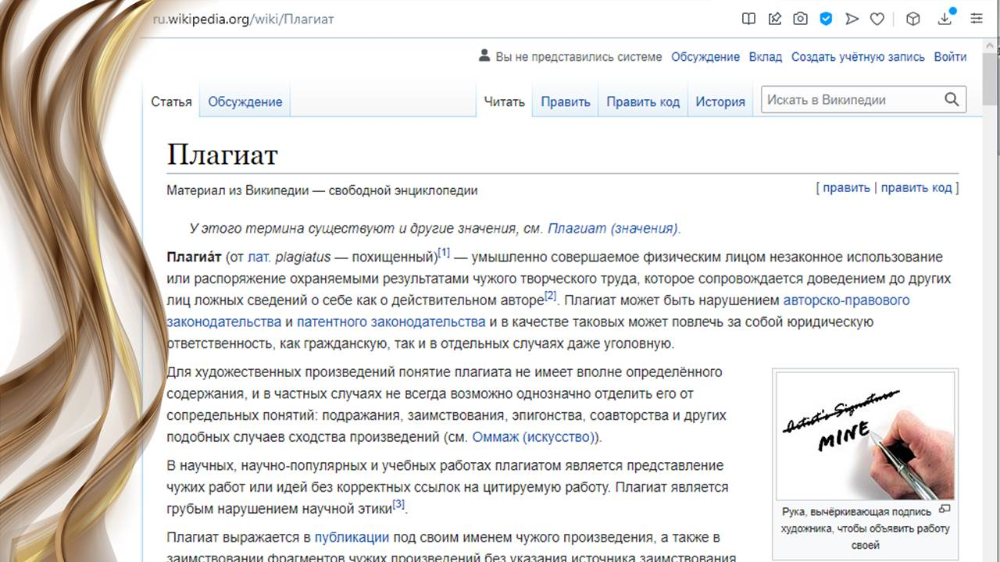 ru.wikipedia.org/wiki/Плагиат
Вы не представились системе Обсуждение Вклад Создать учётную запись Войти
Статья Обсуждение Читать Править Править код История Искать в Википедии
Плагиат
Материал из Википедии — свободной энциклопедии
[ править | править код ]
У этого термина существуют и другие значения, см. Плагиат (значения).
Плагиа́т (от лат. plagiatus — похищенный)[1] — умышленно совершаемое физическим лицом незаконное использование
или распоряжение охраняемыми результатами чужого творческого труда, которое сопровождается доведением до других
лиц ложных сведений о себе как о действительном авторе[2]. Плагиат может быть нарушением авторско-правового
законодательства и патентного законодательства и в качестве таковых может повлечь за собой юридическую
ответственность, как гражданскую, так и в отдельных случаях даже уголовную.
Для художественных произведений понятие плагиата не имеет вполне определённого
содержания, и в частных случаях не всегда возможно однозначно отделить его от
сопредельных понятий: подражания, заимствования, эпигонства, соавторства и других
подобных случаев сходства произведений (см. Оммаж (искусство)).
В научных, научно-популярных и учебных работах плагиатом является представление
чужих работ или идей без корректных ссылок на цитируемую работу. Плагиат является
грубым нарушением научной этики[3].
Плагиат выражается в публикации под своим именем чужого произведения, а также в
заимствовании фрагментов чужих произведений без указания источника заимствования
Artist's Signature
MINE
Рука, вычёркивающая подпись
художника, чтобы объявить работу
своей